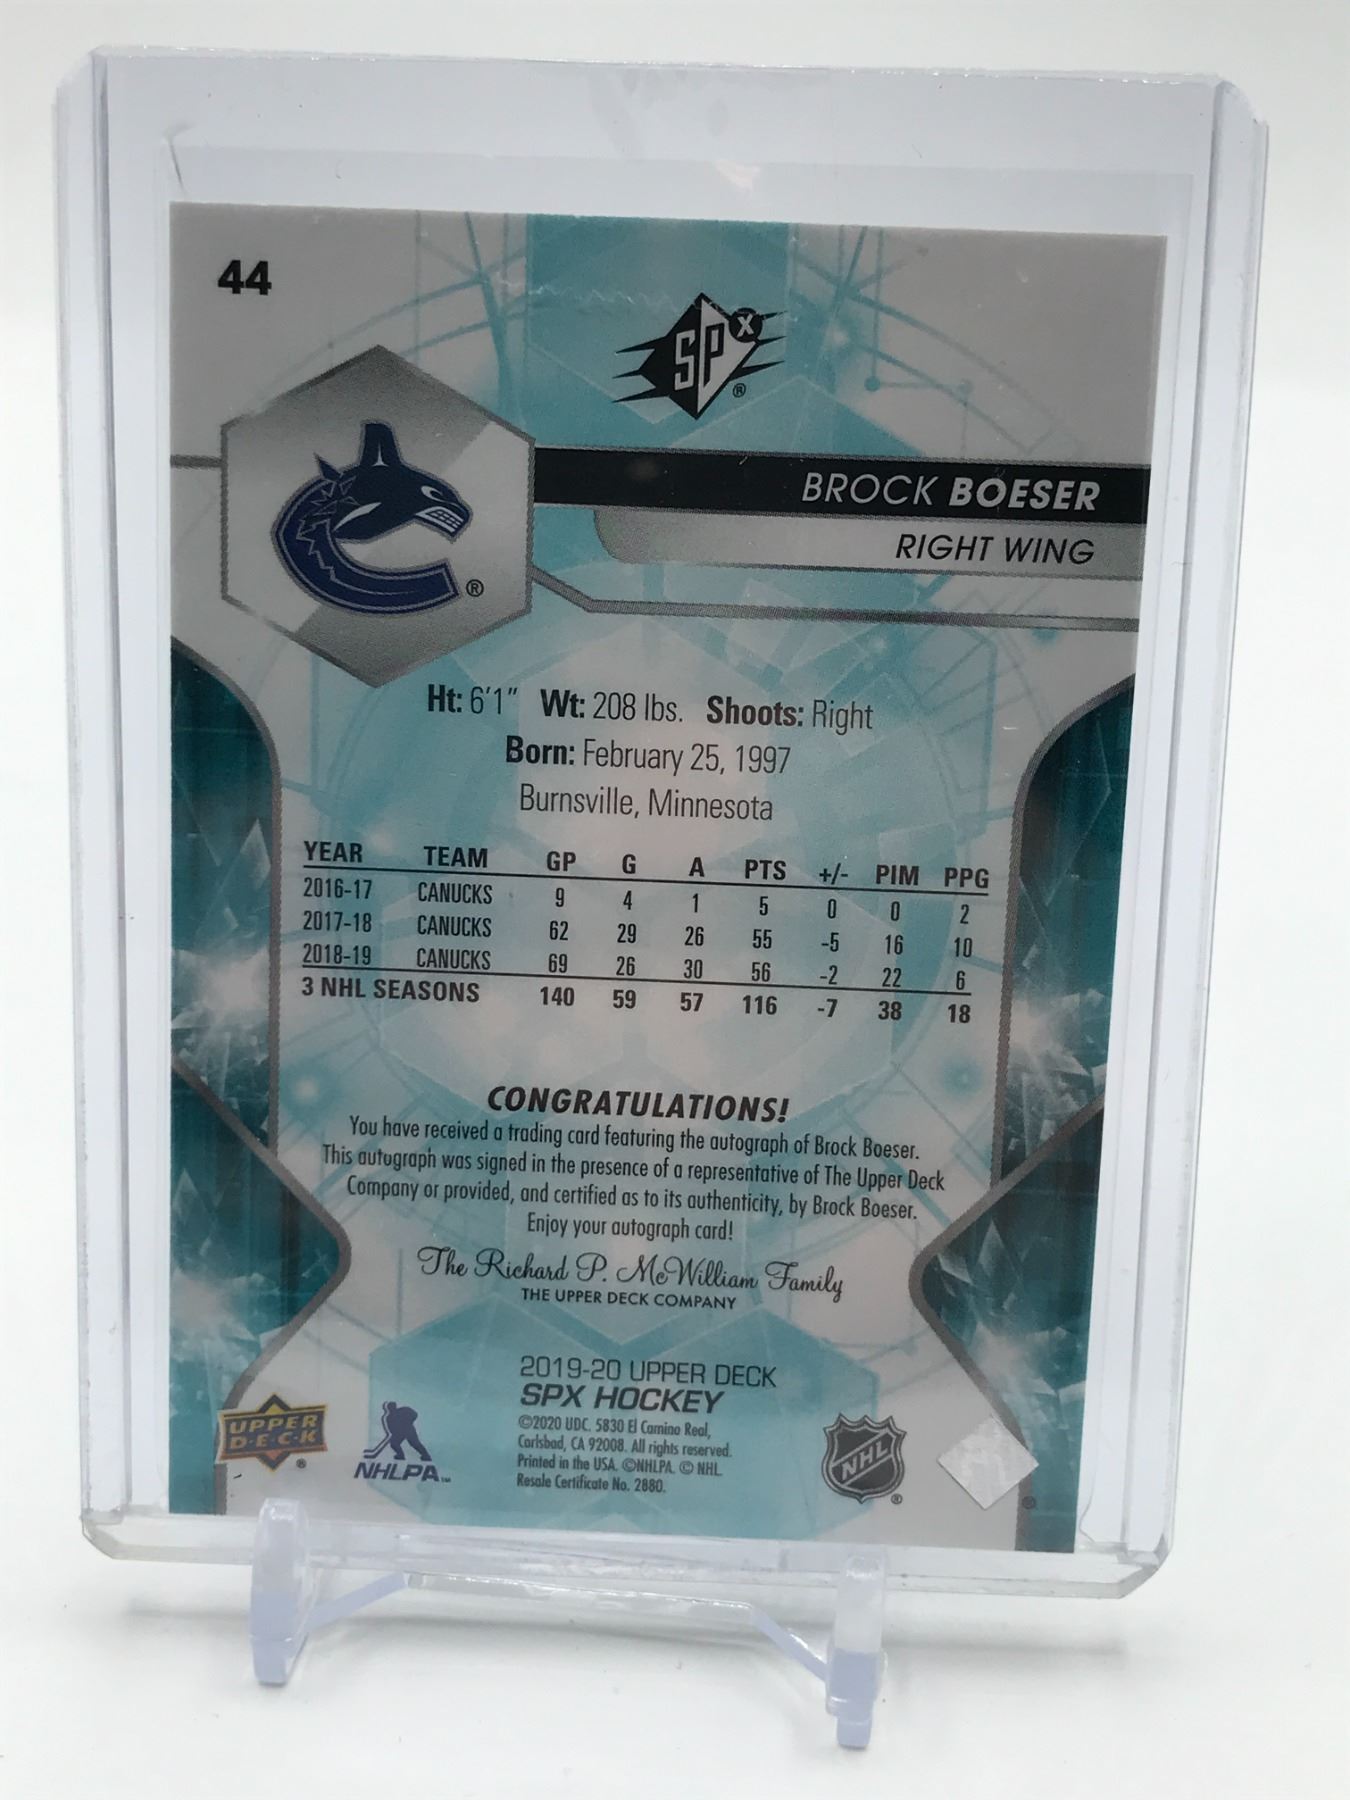 44
SPX®
®
BROCK BOESER
RIGHT WING
Ht: 6'1" Wt: 208 lbs. Shoots: Right
Born: February 25, 1997
Burnsville, Minnesota
YEAR TEAM GP G A PTS +/- PIM PPG
2016-17 CANUCKS 9 4 1 5 0 0 2
2017-18 CANUCKS 62 29 26 55 -5 16 10
2018-19 CANUCKS 69 26 30 56 -2 22 6
3 NHL SEASONS 140 59 57 116 -7 38 18
CONGRATULATIONS!
You have received a trading card featuring the autograph of Brock Boeser.
This autograph was signed in the presence of a representative of The Upper Deck
Company or provided, and certified as to its authenticity, by Brock Boeser.
Enjoy your autograph card!
The Richard P. McWilliam Family
THE UPPER DECK COMPANY
2019-20 UPPER DECK
SPX HOCKEY
©2020 UDC. 5830 El Camino Real,
Carlsbad, CA 92008. All rights reserved.
Printed in the USA. ©NHLPA. © NHL.
Resale Certificate No. 2880.
UPPER
D·E·C·K
®
NHLPA™
NHL
®
®